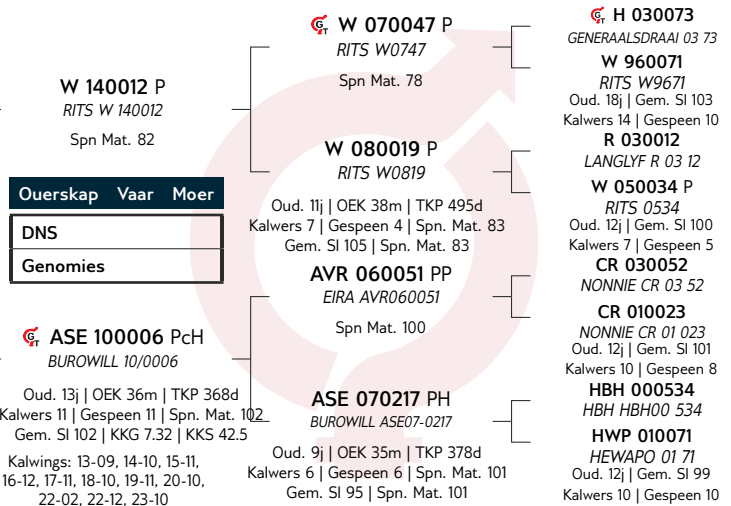 W 140012 P
RITS W 140012
Spn Mat. 82
Ouerskap Vaar Moer
DNS
Genomies
GT ASE 100006 PcH
BUROWILL 10/0006
Oud. 13j | OEK 36m | TKP 368d
Kalwers 11 | Gespeen 11 | Spn. Mat. 102
Gem. SI 102 | KKG 7.32 | KKS 42.5
Kalwings: 13-09, 14-10, 15-11,
16-12, 17-11, 18-10, 19-11, 20-10,
22-02, 22-12, 23-10
GT W 070047 P
RITS W0747
Spn Mat. 78
W 080019 P
RITS W0819
Oud. 11j | OEK 38m | TKP 495d
Kalwers 7 | Gespeen 4 | Spn. Mat. 83
Gem. SI 105 | Spn. Mat. 83
AVR 060051 PP
EIRA AVR060051
Spn Mat. 100
ASE 070217 PH
BUROWILL ASE07-0217
Oud. 9j | OEK 35m | TKP 378d
Kalwers 6 | Gespeen 6 | Spn. Mat. 101
Gem. SI 95 | Spn. Mat. 101
GT H 030073
GENERAALSDRAAI 03 73
W 960071
RITS W9671
Oud. 18j | Gem. SI 103
Kalwers 14 | Gespeen 10
R 030012
LANGLYF R 03 12
W 050034 P
RITS 0534
Oud. 12j | Gem. SI 100
Kalwers 7 | Gespeen 5
CR 030052
NONNIE CR 03 52
CR 010023
NONNIE CR 01 023
Oud. 12j | Gem. SI 101
Kalwers 10 | Gespeen 8
HBH 000534
HBH HBH00 534
HWP 010071
HEWAPO 01 71
Oud. 12j | Gem. SI 99
Kalwers 10 | Gespeen 10